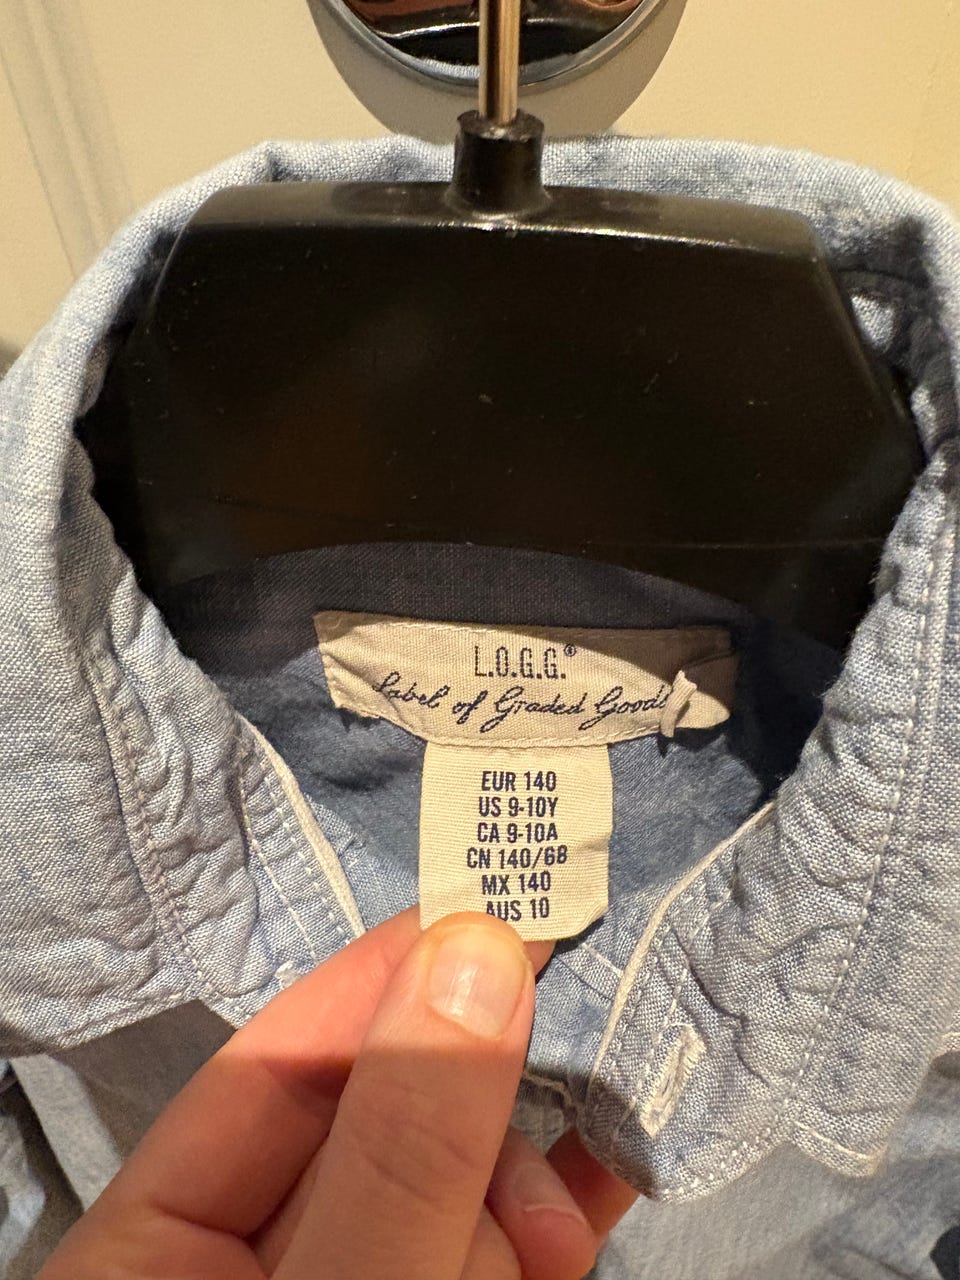 L.O.G.G.®
Label of Graded Goods
EUR 140
US 9-10Y
CA 9-10A
CN 140/68
MX 140
AUS 10